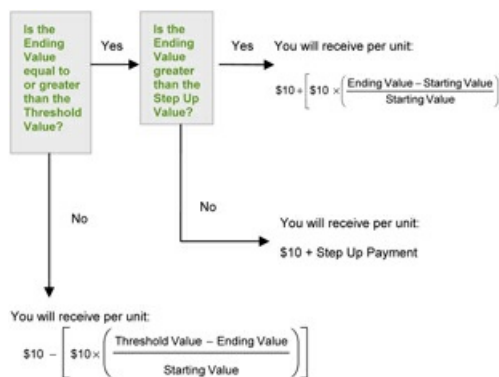 Is the
Ending
Value
equal to
or greater
than the
Threshold
Value?
Yes
Is the
Ending
Value
greater
than the
Step Up
Value?
Yes
You will receive per unit:
$10 + [$10 × (Ending Value – Starting Value / Starting Value)]
No
No
You will receive per unit:
$10 + Step Up Payment
You will receive per unit:
$10 – [$10 × (Threshold Value – Ending Value / Starting Value)]